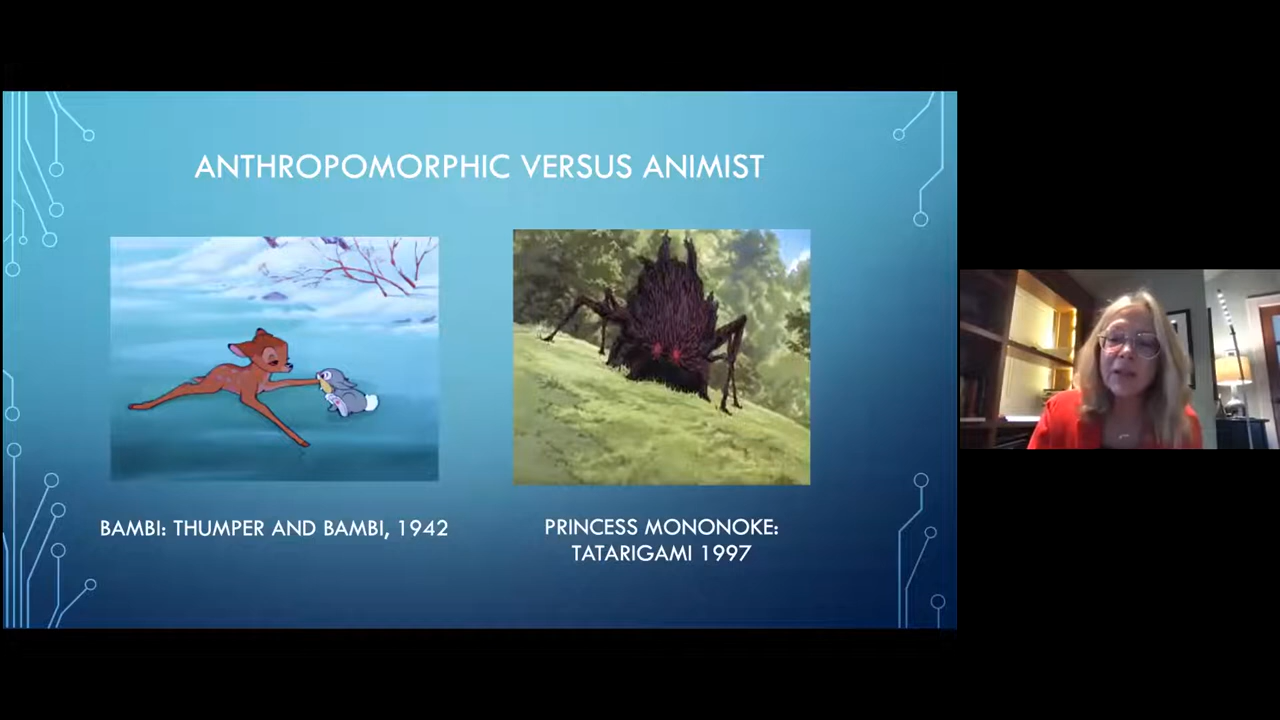 ANTHROPOMORPHIC VERSUS ANIMIST
BAMBI: THUMPER AND BAMBI, 1942
PRINCESS MONONOKE:
TATARIGAMI 1997